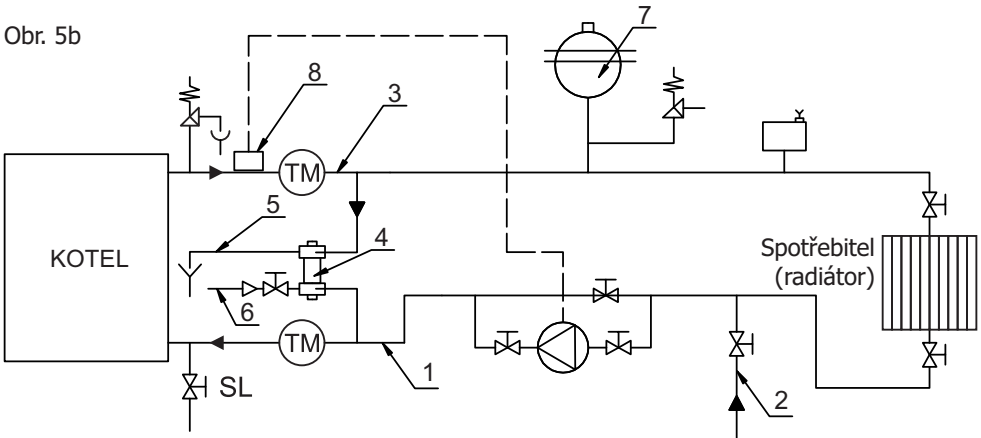 Obr. 5b
7
8
3
TM
5
4
KOTEL
Spotřebitel
(radiátor)
6
TM
1
SL
2